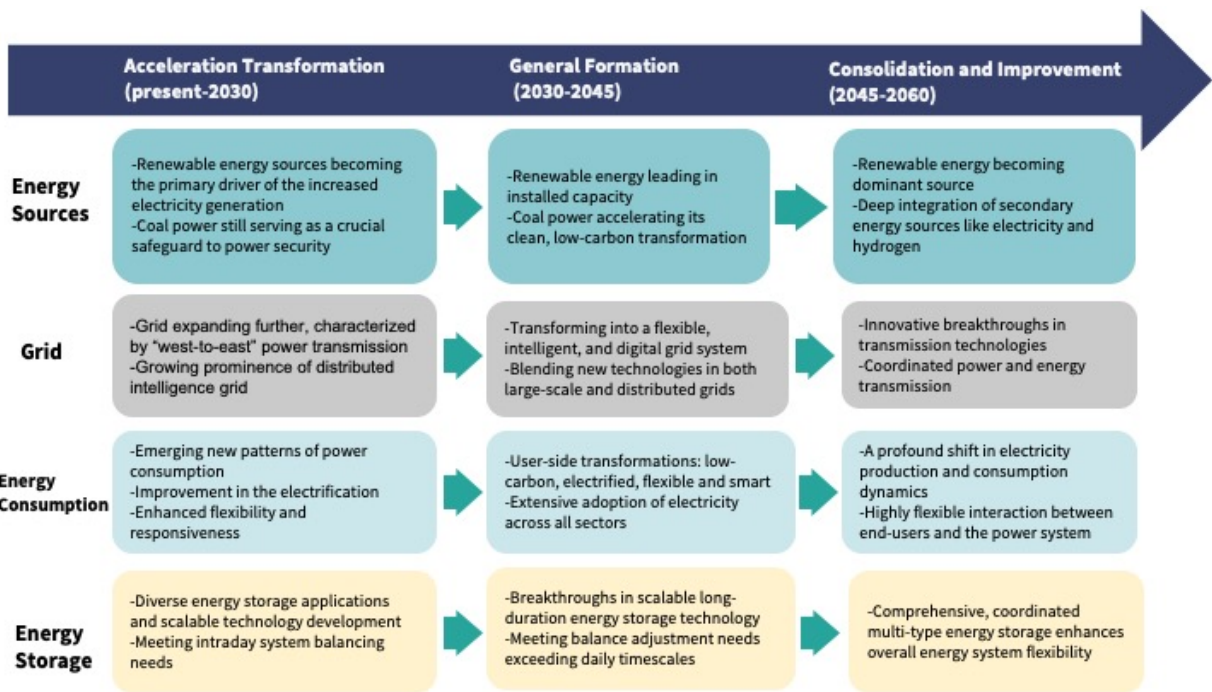 Acceleration Transformation
(present-2030)
General Formation
(2030-2045)
Consolidation and Improvement
(2045-2060)
Energy
Sources
-Renewable energy sources becoming
the primary driver of the increased
electricity generation
-Coal power still serving as a crucial
safeguard to power security
-Renewable energy leading in
installed capacity
-Coal power accelerating its
clean, low-carbon transformation
-Renewable energy becoming
dominant source
-Deep integration of secondary
energy sources like electricity and
hydrogen
Grid
-Grid expanding further, characterized
by "west-to-east" power transmission
-Growing prominence of distributed
intelligence grid
-Transforming into a flexible,
intelligent, and digital grid system
-Blending new technologies in both
large-scale and distributed grids
-Innovative breakthroughs in
transmission technologies
-Coordinated power and energy
transmission
Energy
Consumption
-Emerging new patterns of power
consumption
-Improvement in the electrification
-Enhanced flexibility and
responsiveness
-User-side transformations: low-
carbon, electrified, flexible and smart
-Extensive adoption of electricity
across all sectors
-A profound shift in electricity
production and consumption
dynamics
-Highly flexible interaction between
end-users and the power system
Energy
Storage
-Diverse energy storage applications
and scalable technology development
-Meeting intraday system balancing
needs
-Breakthroughs in scalable long-
duration energy storage technology
-Meeting balance adjustment needs
exceeding daily timescales
-Comprehensive, coordinated
multi-type energy storage enhances
overall energy system flexibility